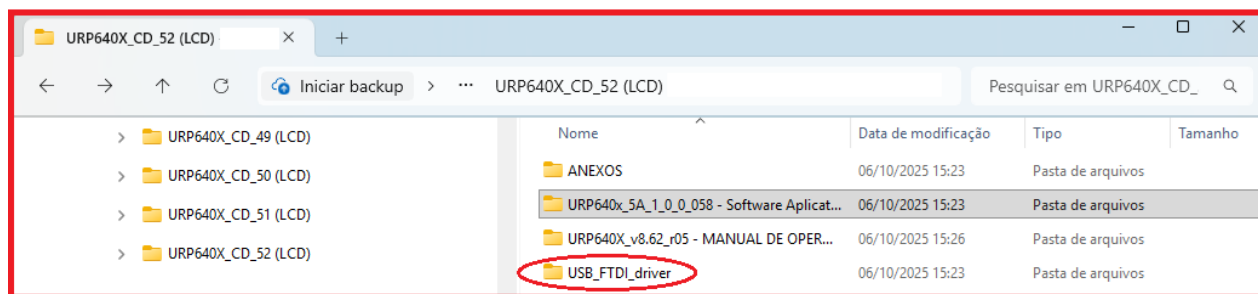 URP640X_CD_52 (LCD)
Iniciar backup > ... URP640X_CD_52 (LCD) Pesquisar em URP640X_CD_
URP640X_CD_49 (LCD)
URP640X_CD_50 (LCD)
URP640X_CD_51 (LCD)
URP640X_CD_52 (LCD)
Nome Data de modificação Tipo Tamanho
ANEXOS 06/10/2025 15:23 Pasta de arquivos
URP640x_5A_1_0_0_058 - Software Aplicat... 06/10/2025 15:23 Pasta de arquivos
URP640X_v8.62_r05 - MANUAL DE OPER... 06/10/2025 15:26 Pasta de arquivos
USB_FTDI_driver 06/10/2025 15:23 Pasta de arquivos